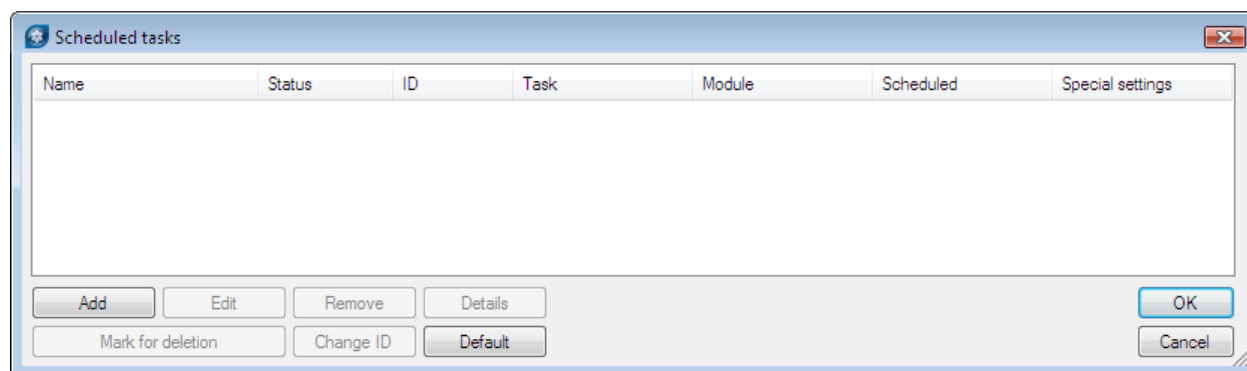 Scheduled tasks
Name Status ID Task Module Scheduled Special settings
Add Edit Remove Details OK
Mark for deletion Change ID Default Cancel